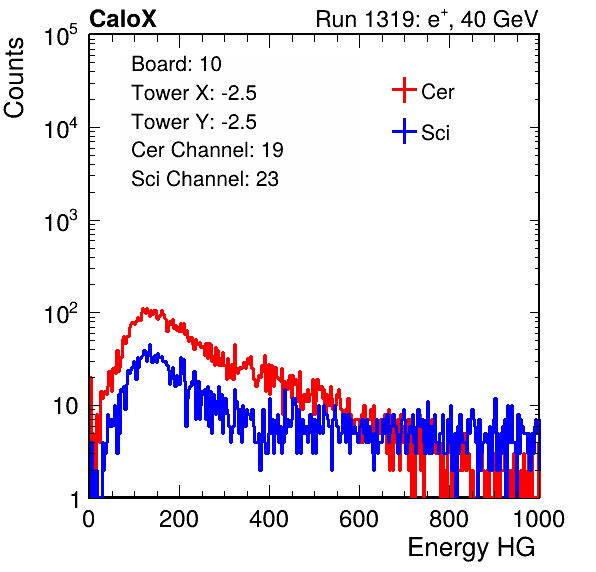 CaloX Run 1319: e⁺, 40 GeV
Counts
Board: 10
Tower X: -2.5
Tower Y: -2.5
Cer Channel: 19
Sci Channel: 23
Cer
Sci
10⁵
10⁴
10³
10²
10
1
0 200 400 600 800 1000
Energy HG